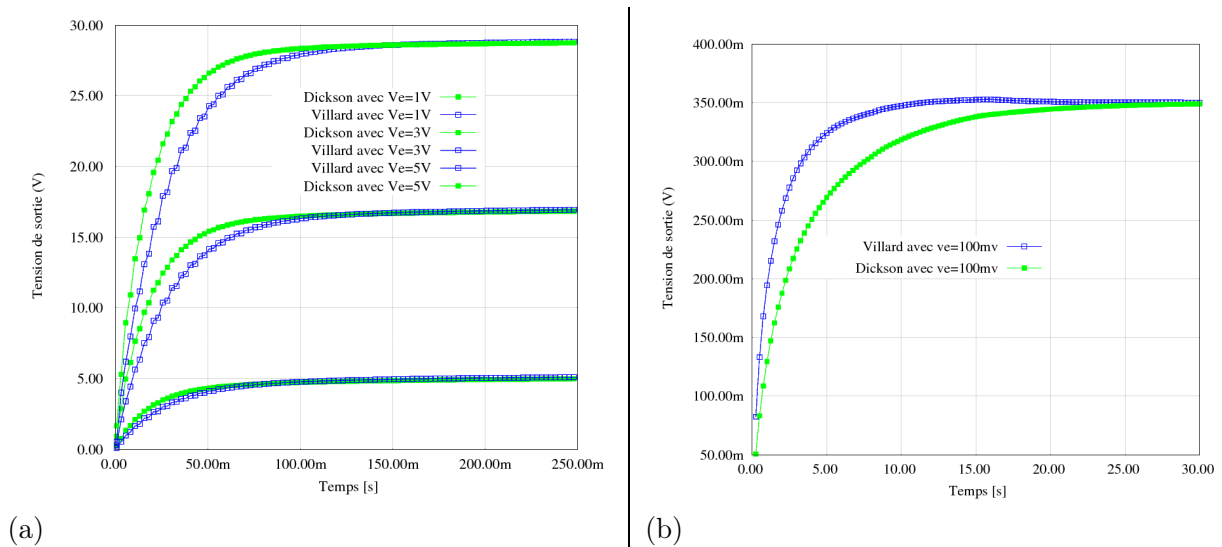 30.00
25.00
20.00
15.00
10.00
5.00
0.00
Tension de sortie (V)
Dickson avec Ve=1V
Villard avec Ve=1V
Dickson avec Ve=3V
Villard avec Ve=3V
Villard avec Ve=5V
Dickson avec Ve=5V
0.00 50.00m 100.00m 150.00m 200.00m 250.00m
Temps [s]
(a)
400.00m
350.00m
300.00m
250.00m
200.00m
150.00m
100.00m
50.00m
Tension de sortie (V)
Villard avec ve=100mv
Dickson avec ve=100mv
0.00 5.00 10.00 15.00 20.00 25.00 30.00
Temps [s]
(b)